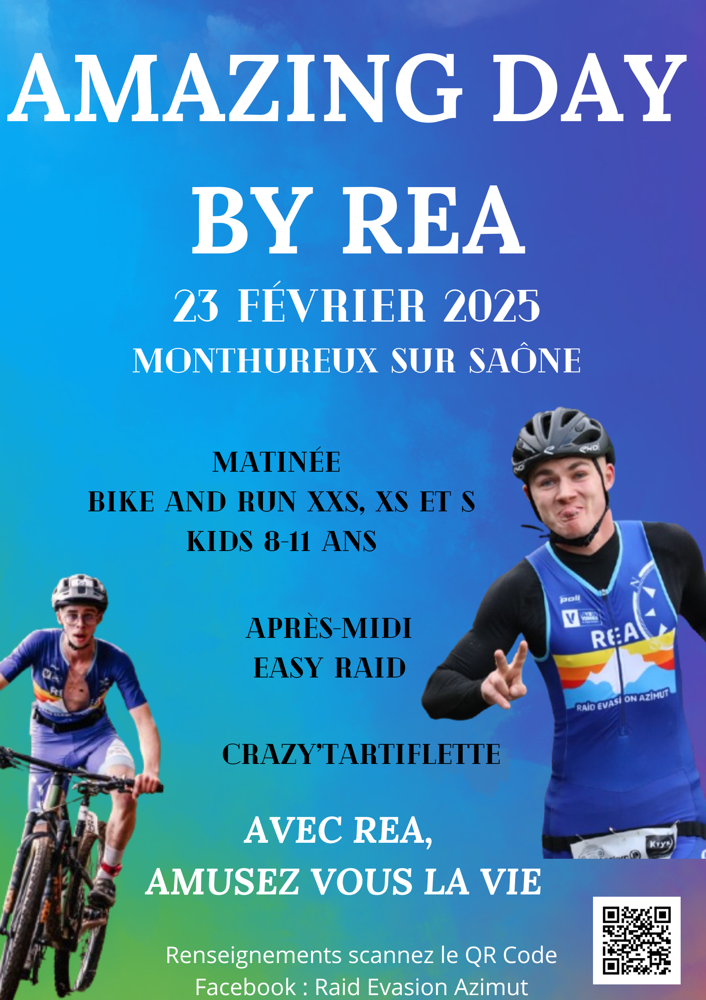 AMAZING DAY
BY REA
23 FÉVRIER 2025
MONTHUREUX SUR SAÔNE
MATINÉE
BIKE AND RUN XXS, XS ET S
KIDS 8-11 ANS
APRÈS-MIDI
EASY RAID
CRAZY'TARTIFLETTE
poli
V
REA
N
RAID EVASION AZIMUT
Krys
AVEC REA,
AMUSEZ VOUS LA VIE
Renseignements scannez le QR Code
Facebook : Raid Evasion Azimut